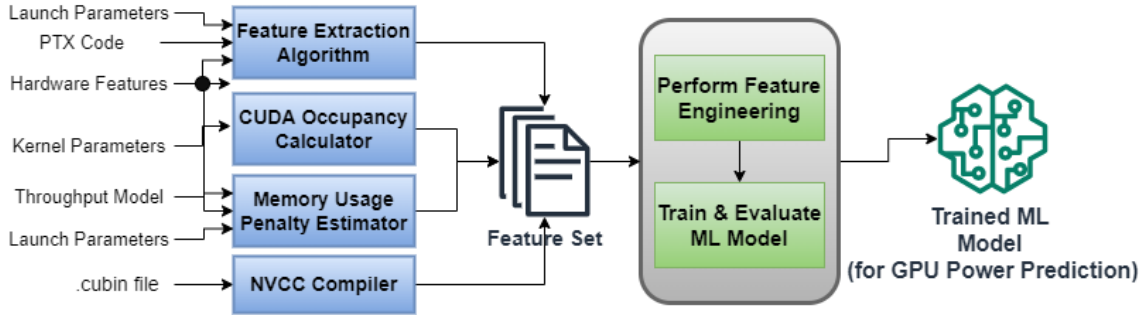 Launch Parameters
PTX Code
Hardware Features
Kernel Parameters
Throughput Model
Launch Parameters
.cubin file
Feature Extraction
Algorithm
CUDA Occupancy
Calculator
Memory Usage
Penalty Estimator
NVCC Compiler
Feature Set
Perform Feature
Engineering
Train & Evaluate
ML Model
Trained ML
Model
(for GPU Power Prediction)